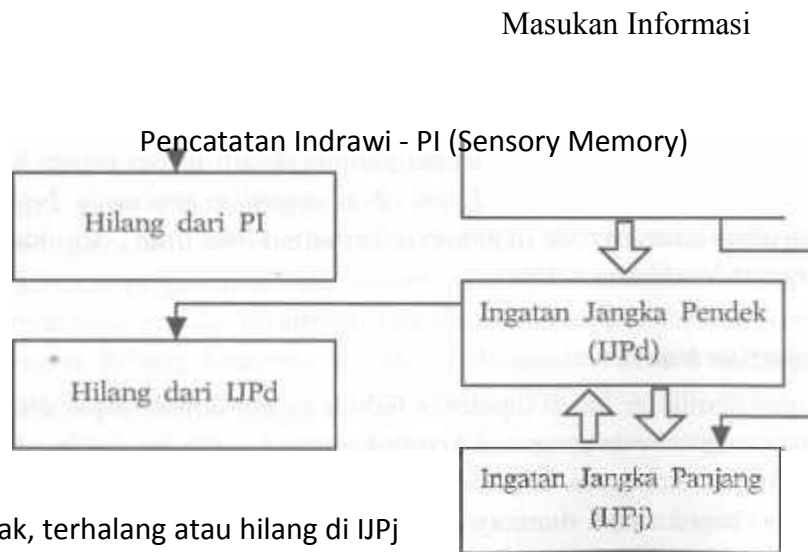 Masukan Informasi
Pencatatan Indrawi - PI (Sensory Memory)
Hilang dari PI
Ingatan Jangka Pendek
(IJPd)
Hilang dari IJPd
Ingatan Jangka Panjang
(IJPj)
ak, terhalang atau hilang di IJPj